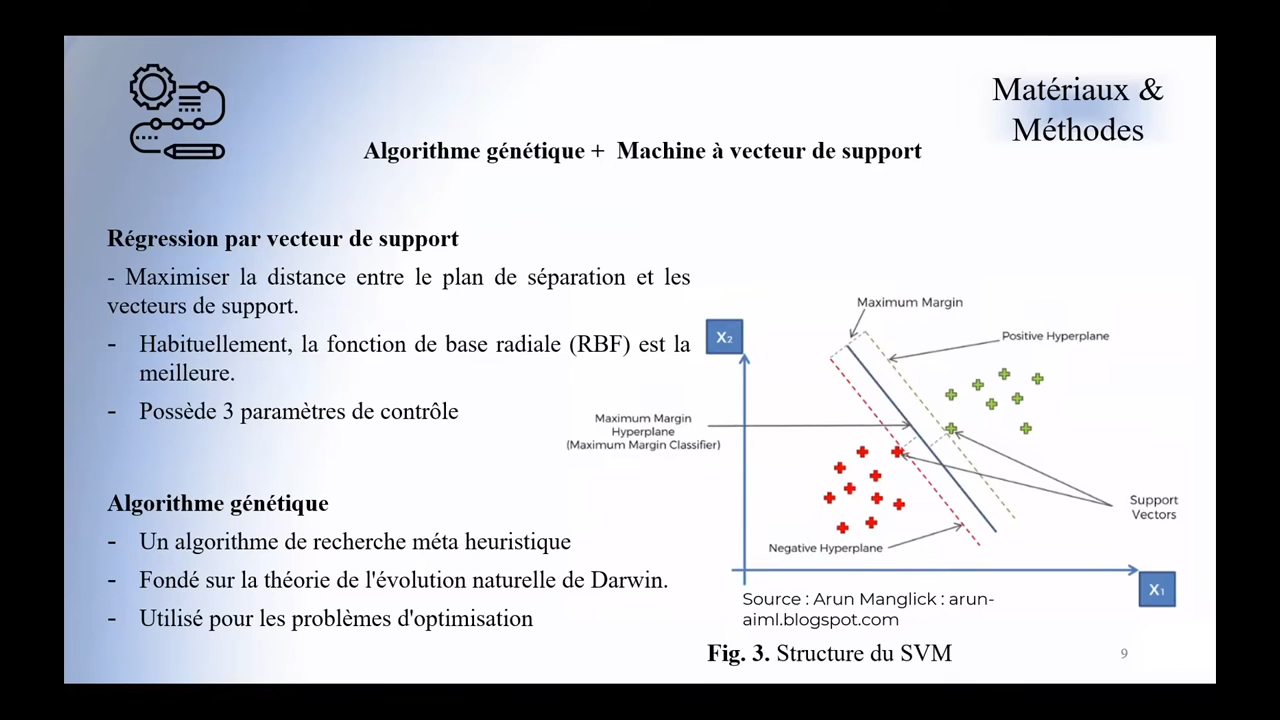 Matériaux &
Méthodes
Algorithme génétique + Machine à vecteur de support
Régression par vecteur de support
- Maximiser la distance entre le plan de séparation et les
vecteurs de support.
- Habituellement, la fonction de base radiale (RBF) est la
meilleure.
- Possède 3 paramètres de contrôle
Algorithme génétique
- Un algorithme de recherche méta heuristique
- Fondé sur la théorie de l'évolution naturelle de Darwin.
- Utilisé pour les problèmes d'optimisation
Maximum Margin
Positive Hyperplane
X₂
Maximum Margin
Hyperplane
(Maximum Margin Classifier)
Support
Vectors
Negative Hyperplane
X₁
Source : Arun Manglick : arun-
aiml.blogspot.com
Fig. 3. Structure du SVM
9